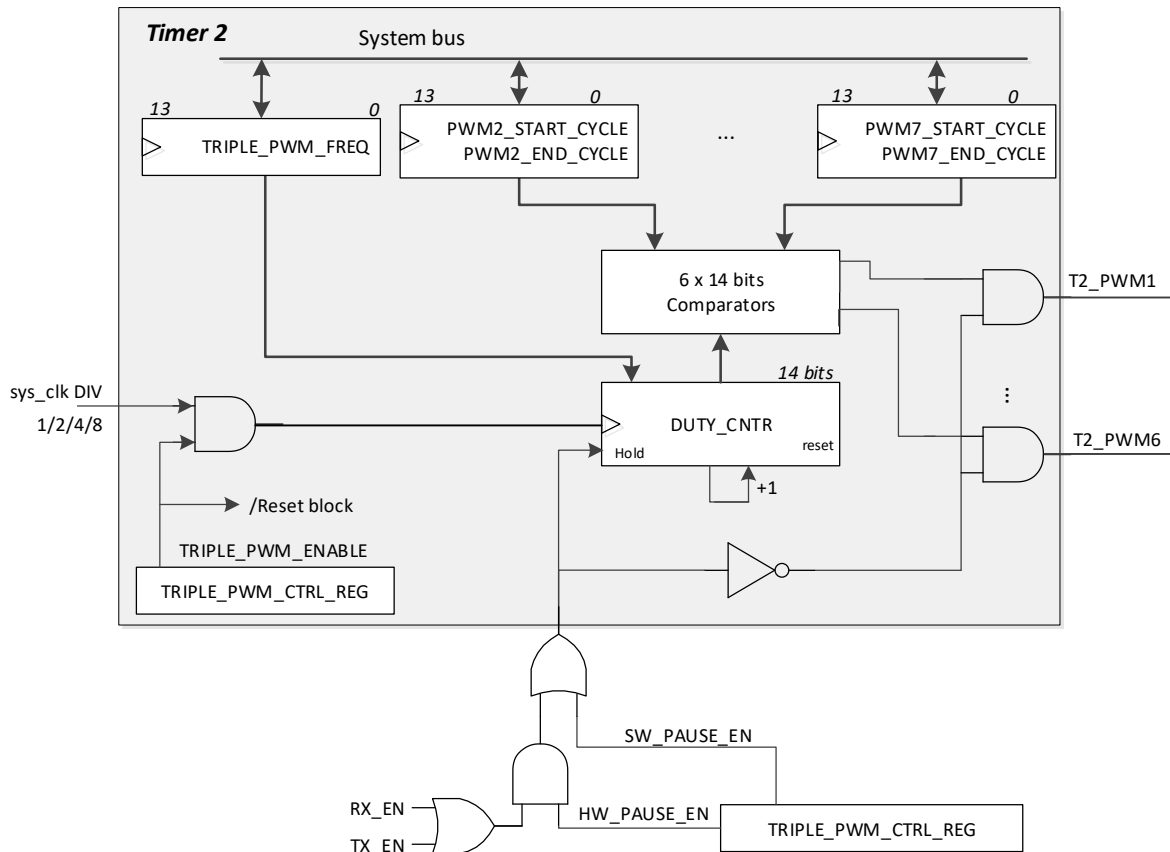 Timer 2
System bus
13 0
TRIPLE_PWM_FREQ
13 0
PWM2_START_CYCLE
PWM2_END_CYCLE
...
13 0
PWM7_START_CYCLE
PWM7_END_CYCLE
6 x 14 bits
Comparators
T2_PWM1
14 bits
sys_clk DIV
1/2/4/8
DUTY_CNTR
Hold
reset
...
T2_PWM6
+1
/Reset block
TRIPLE_PWM_ENABLE
TRIPLE_PWM_CTRL_REG
SW_PAUSE_EN
RX_EN
HW_PAUSE_EN
TRIPLE_PWM_CTRL_REG
TX_EN